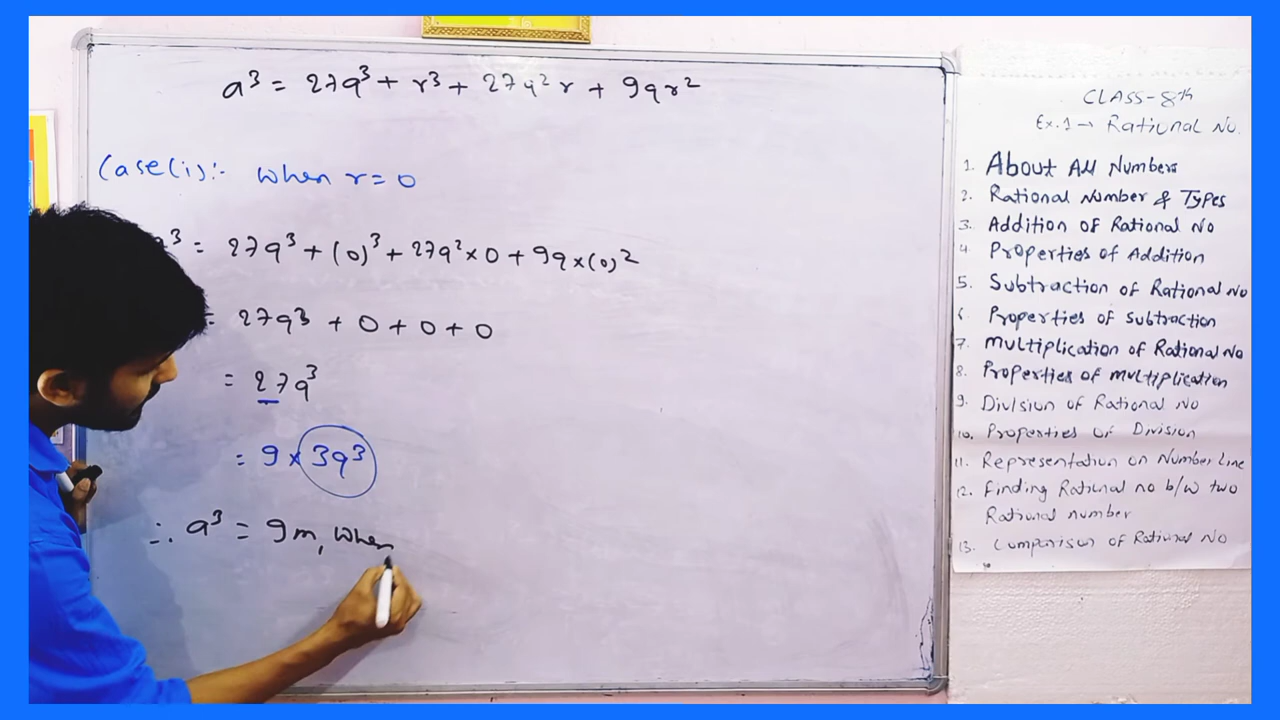 a³ = 27q³ + r³ + 27q² r + 9qr²
Case(i):- when r = 0
a³ = 27q³ + (0)³ + 27q² × 0 + 9q × (0)²
= 27q³ + 0 + 0 + 0
= 27q³
= 9 × 3q³
∴ a³ = 9m, when
CLASS-8th
Ex.1 → Rational No.
1. About All Numbers
2. Rational Number & Types
3. Addition of Rational No
4. Properties of Addition
5. Subtraction of Rational No
6. Properties of Subtraction
7. Multiplication of Rational No
8. Properties of multiplication
9. Division of Rational No
10. Properties of Division
11. Representation on Number Line
12. Finding Rational no b/w two
Rational number
13. Comparison of Rational No